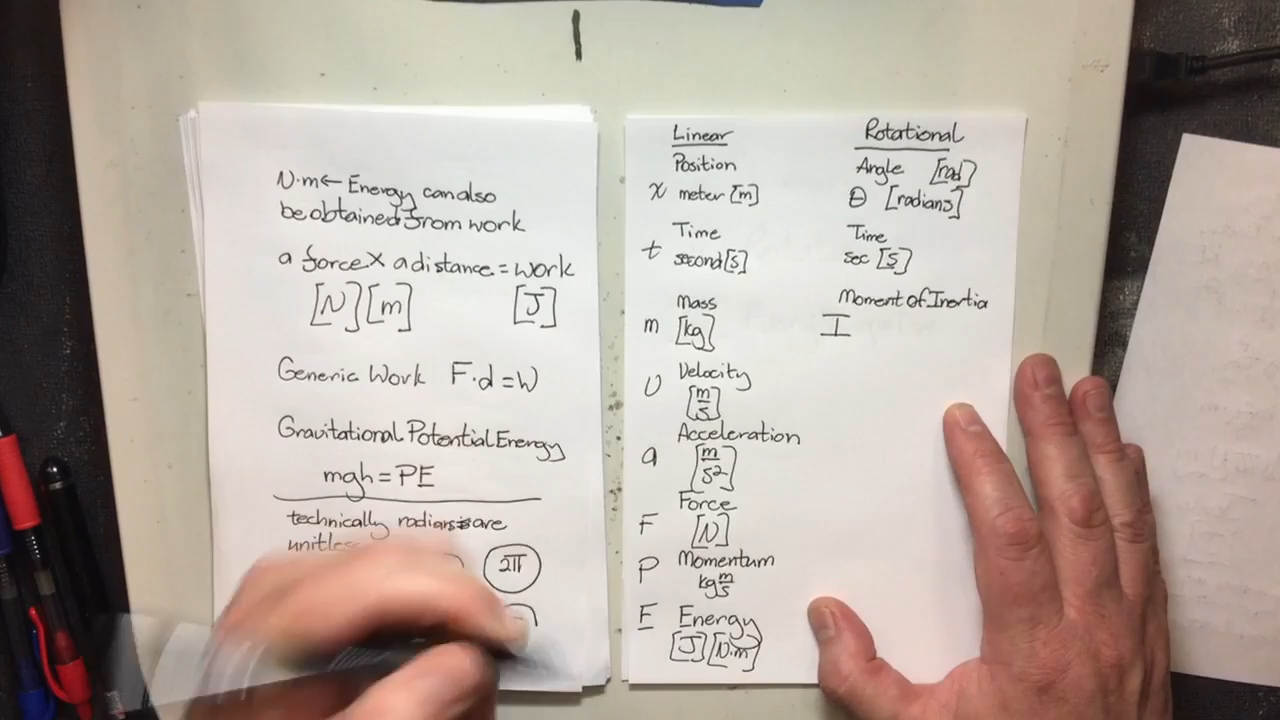 N·m← Energy can also
be obtained from work
a force × a distance = work
[N][m] [J]
Generic Work F·d = W
Gravitational Potential Energy
mgh = PE
technically radians are
unitless
2π
Linear
Position
x meter [m]
Time
t second [s]
Mass
m [kg]
Velocity
v [m/s]
Acceleration
a [m/s²]
Force
F [N]
P Momentum
kg m/s
E Energy
[J] [N·m]
Rotational
Angle [rad]
θ [radians]
Time
sec [s]
Moment of Inertia
I